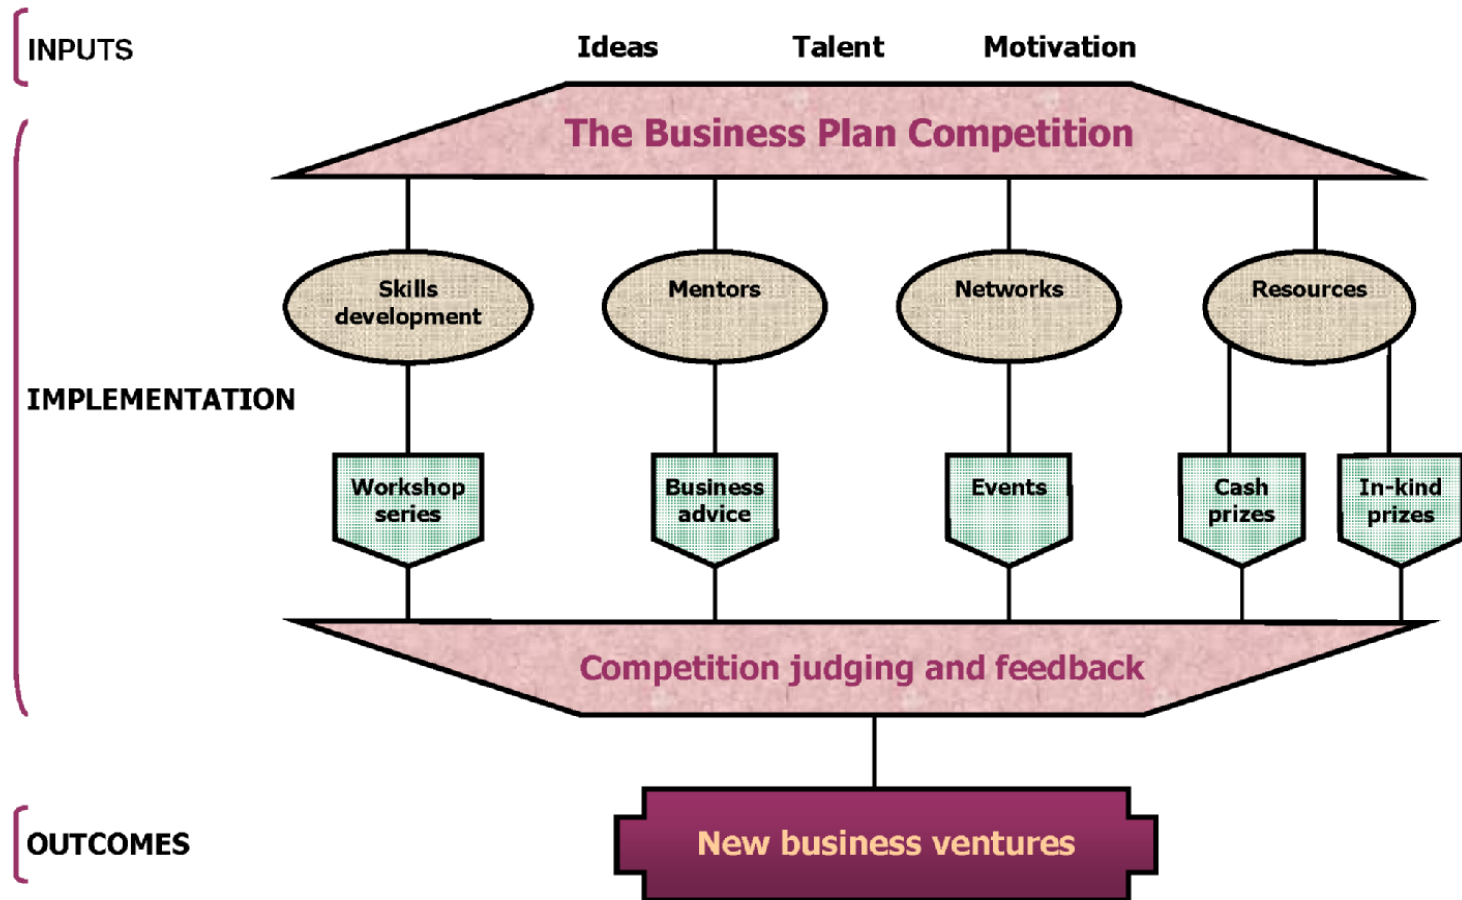 INPUTS
Ideas Talent Motivation
The Business Plan Competition
Skills
development
Mentors
Networks
Resources
IMPLEMENTATION
Workshop
series
Business
advice
Events
Cash
prizes
In-kind
prizes
Competition judging and feedback
OUTCOMES
New business ventures